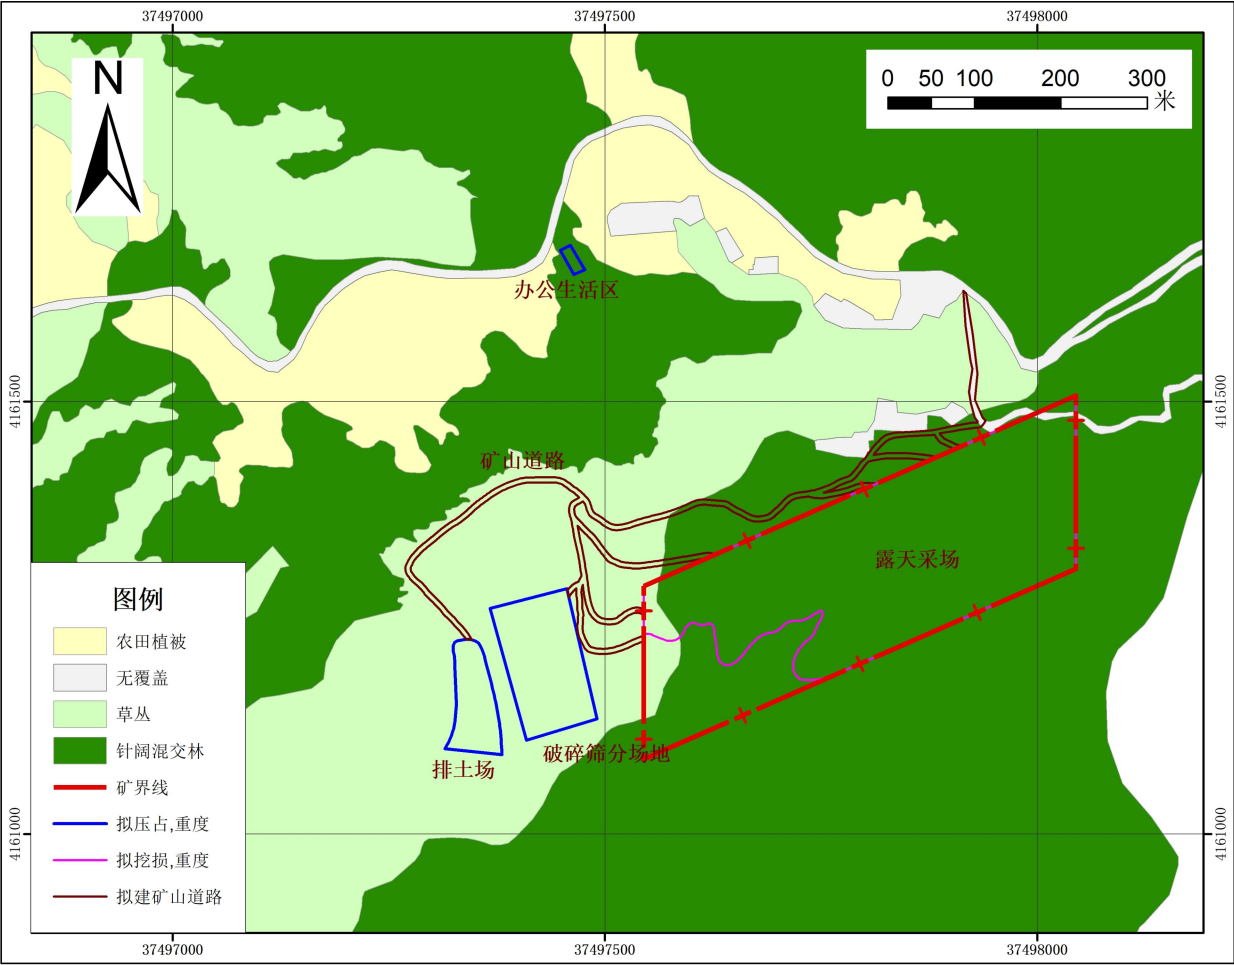 37497000
37497500
37498000
N
0 50 100 200 300
米
办公生活区
4161500
4161500
矿山道路
露天采场
图例
农田植被
无覆盖
草丛
针阔混交林
矿界线
拟压占,重度
拟挖损,重度
拟建矿山道路
破碎筛分场地
排土场
4161000
4161000
37497000
37497500
37498000